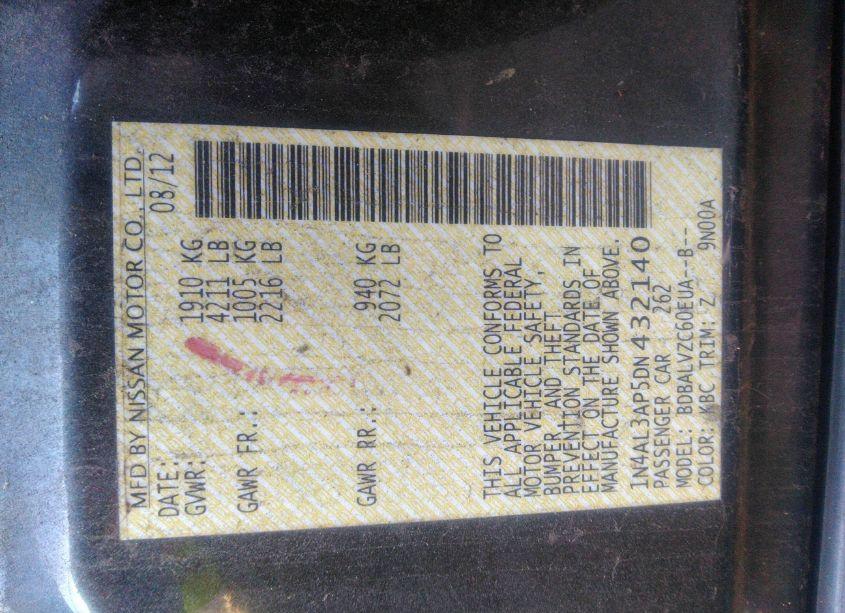 MFD BY NISSAN MOTOR CO., LTD.
DATE: 08/12
GVWR: 1910 KG
4211 LB
GAWR FR.: 1005 KG
2216 LB
GAWR RR.: 940 KG
2072 LB
THIS VEHICLE CONFORMS TO
ALL APPLICABLE FEDERAL
MOTOR VEHICLE SAFETY,
BUMPER, AND THEFT
PREVENTION STANDARDS IN
EFFECT ON THE DATE OF
MANUFACTURE SHOWN ABOVE.
1N4AL3AP5DN432140
PASSENGER CAR 262
MODEL: BDBALVZC60EUA--B--
COLOR: KBC TRIM: Z 9N00A